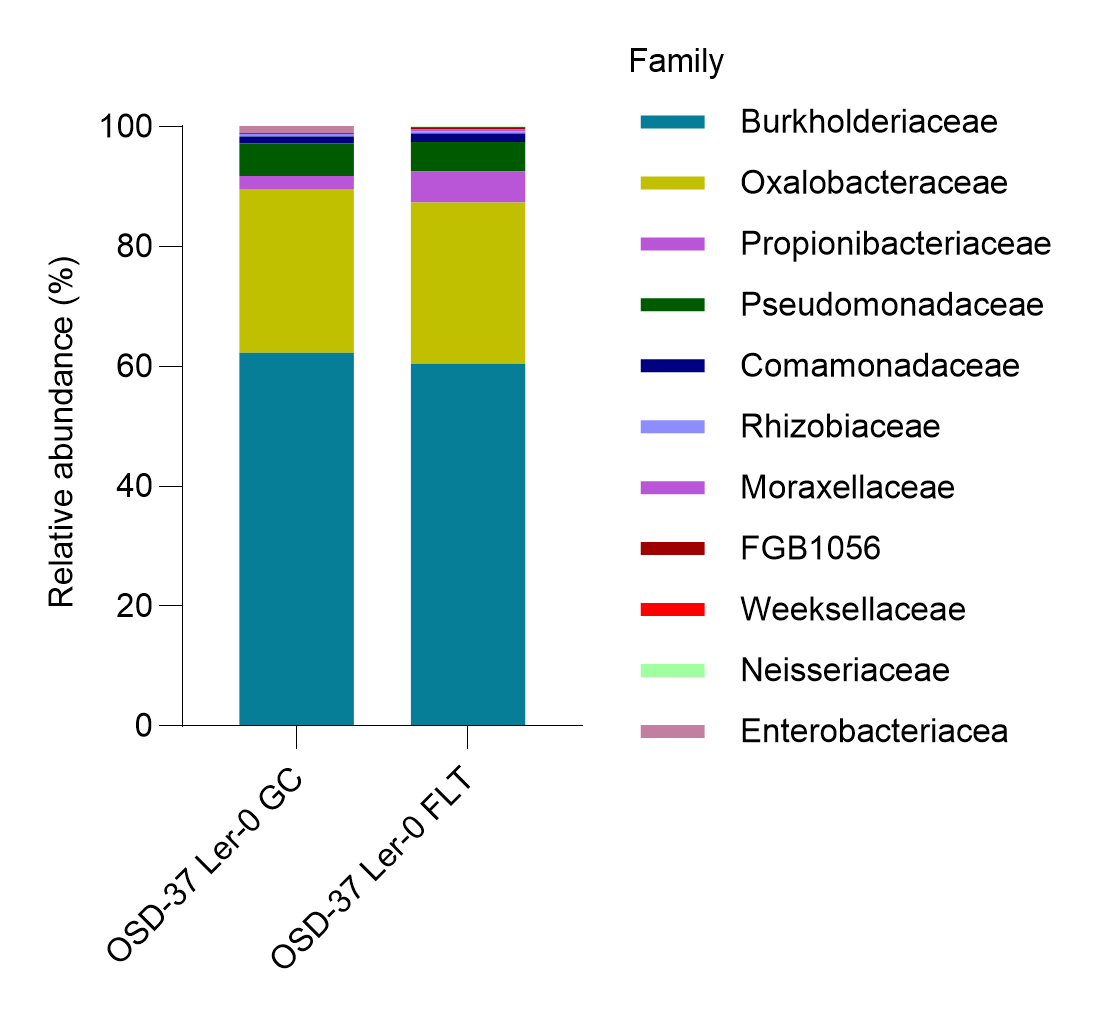 Family
Burkholderiaceae
Oxalobacteraceae
Propionibacteriaceae
Pseudomonadaceae
Comamonadaceae
Rhizobiaceae
Moraxellaceae
FGB1056
Weeksellaceae
Neisseriaceae
Enterobacteriacea
Relative abundance (%)
100
80
60
40
20
0
OSD-37 Ler-0 GC
OSD-37 Ler-0 FLT